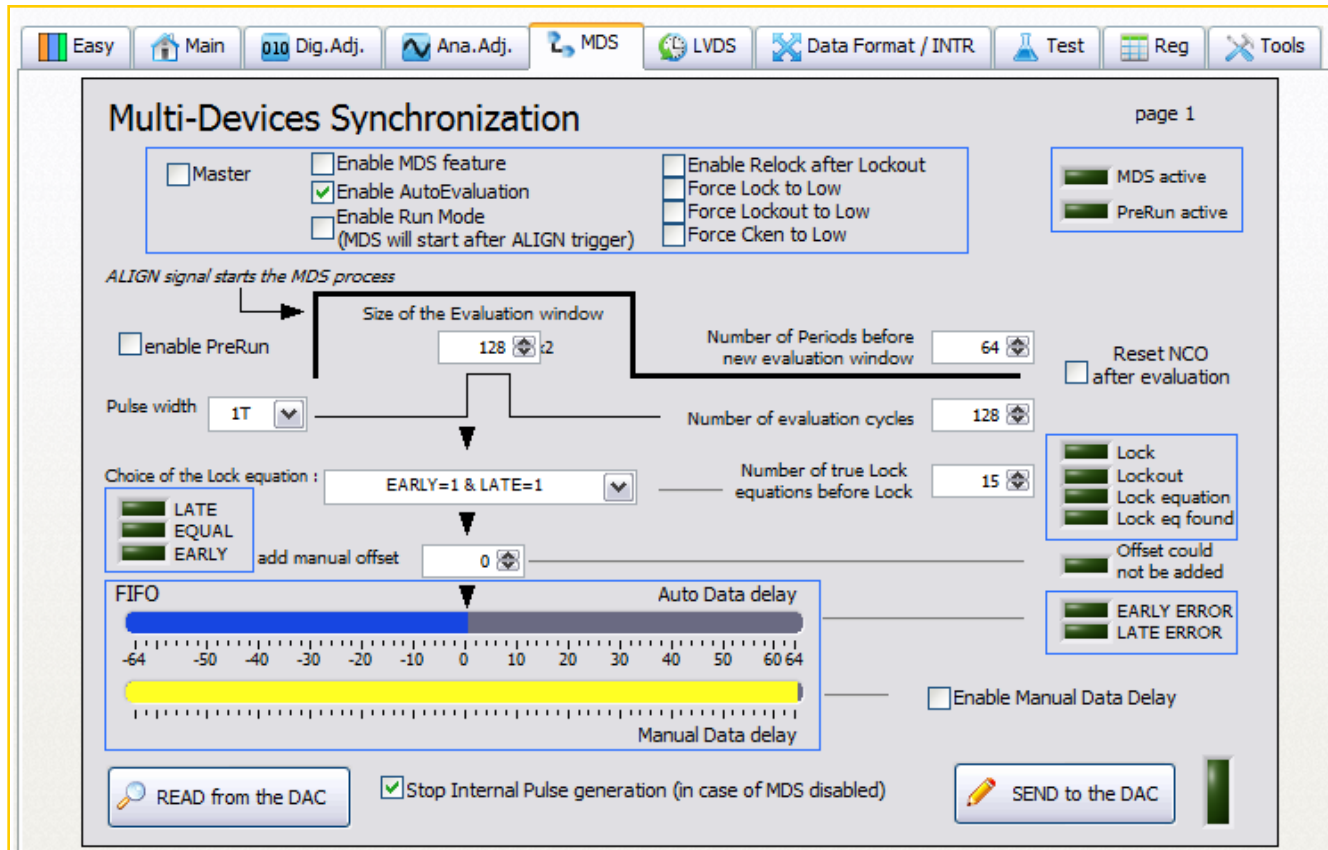 Easy
Main
010 Dig.Adj.
Ana.Adj.
MDS
LVDS
Data Format / INTR
Test
Reg
Tools
Multi-Devices Synchronization
page 1
Master
Enable MDS feature
Enable AutoEvaluation
Enable Run Mode
(MDS will start after ALIGN trigger)
Enable Relock after Lockout
Force Lock to Low
Force Lockout to Low
Force Cken to Low
MDS active
PreRun active
ALIGN signal starts the MDS process
Size of the Evaluation window
128 x2
enable PreRun
Number of Periods before
new evaluation window
64
Reset NCO
after evaluation
Pulse width
1T
Number of evaluation cycles
128
Choice of the Lock equation :
EARLY=1 & LATE=1
Number of true Lock
equations before Lock
15
Lock
Lockout
Lock equation
Lock eq found
LATE
EQUAL
EARLY
add manual offset
0
Offset could
not be added
FIFO
Auto Data delay
EARLY ERROR
LATE ERROR
-64 -50 -40 -30 -20 -10 0 10 20 30 40 50 60 64
Enable Manual Data Delay
Manual Data delay
READ from the DAC
Stop Internal Pulse generation (in case of MDS disabled)
SEND to the DAC